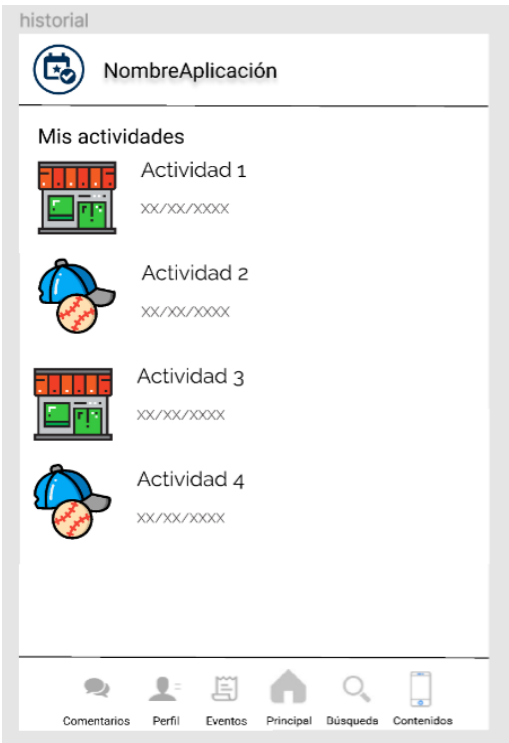 historial
NombreAplicación
Mis actividades
Actividad 1
XX/XX/XXXX
Actividad 2
XX/XX/XXXX
Actividad 3
XX/XX/XXXX
Actividad 4
XX/XX/XXXX
Comentarios Perfil Eventos Principal Búsqueda Contenidos